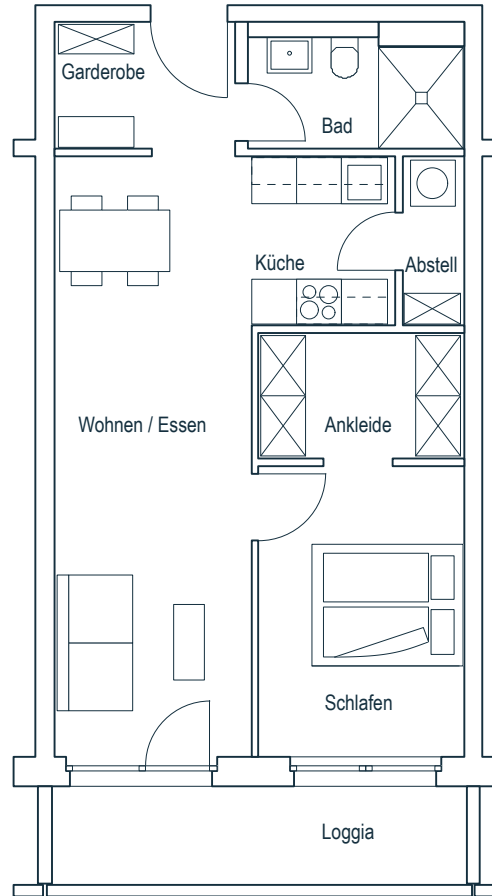 Garderobe
Bad
Küche
Abstell
Wohnen / Essen
Ankleide
Schlafen
Loggia